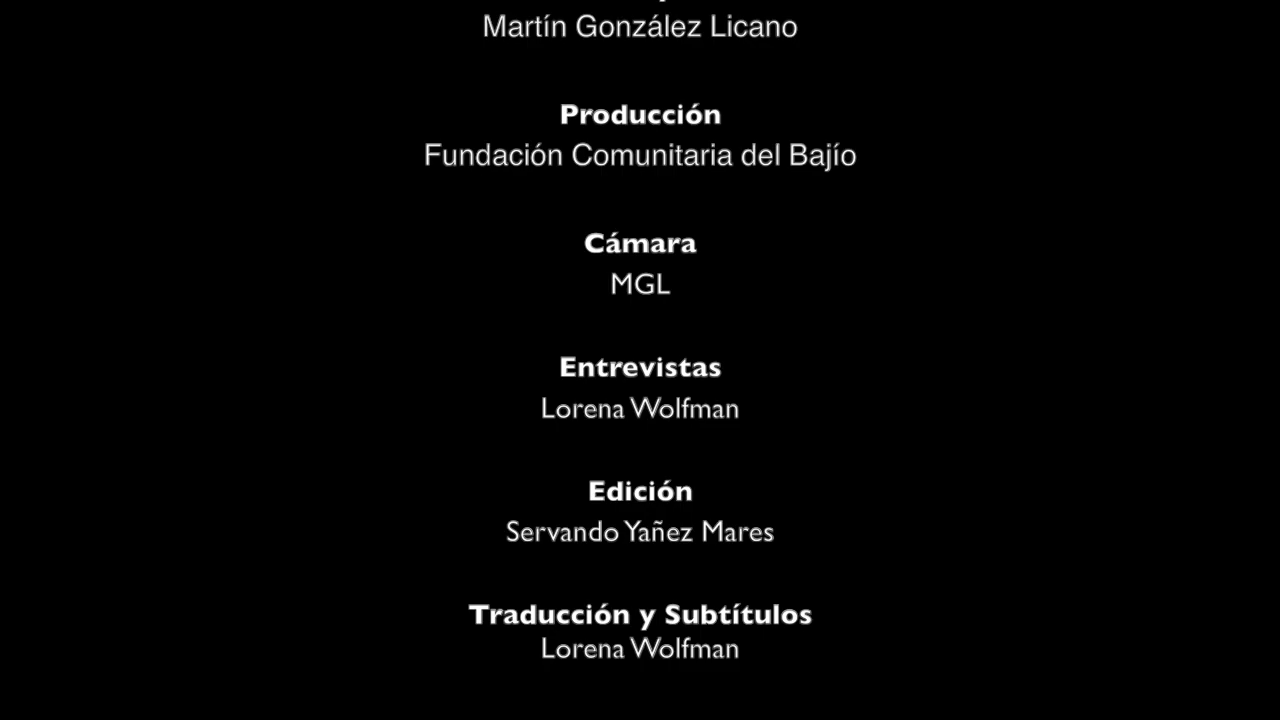 Martín González Licano
Producción
Fundación Comunitaria del Bajío
Cámara
MGL
Entrevistas
Lorena Wolfman
Edición
Servando Yañez Mares
Traducción y Subtítulos
Lorena Wolfman